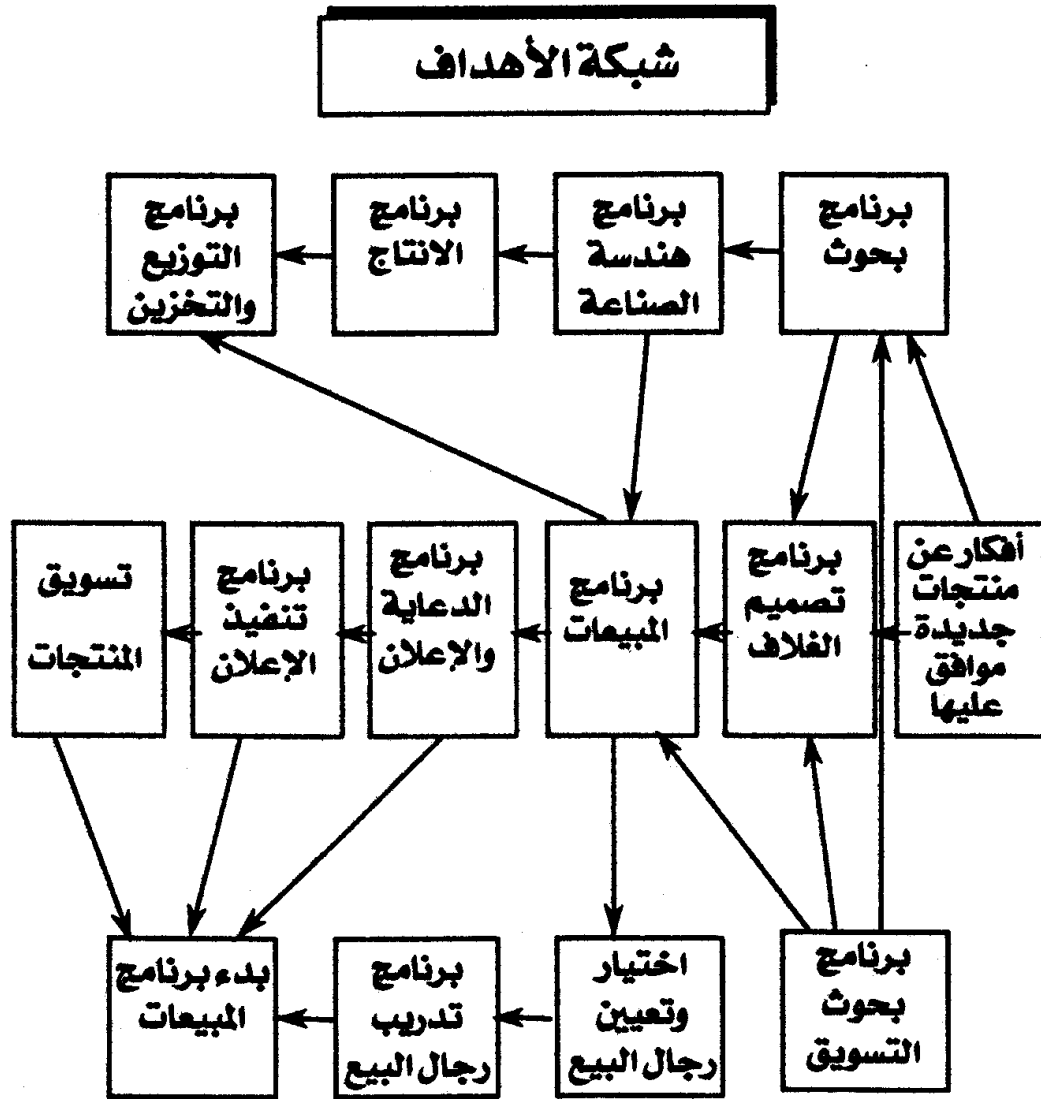 شبكة الأهداف
برنامج
بحوث
برنامج
هندسة
الصناعة
برنامج
الانتاج
برنامج
التوزيع
والتخزين
أفكار عن
منتجات
جديدة
موافق
عليها
برنامج
تصميم
الغلاف
برنامج
المبيعات
برنامج
الدعاية
والإعلان
برنامج
تنفيذ
الإعلان
تسويق
المنتجات
برنامج
بحوث
التسويق
اختيار
وتعيين
رجال البيع
برنامج
تدريب
رجال البيع
بدء برنامج
المبيعات